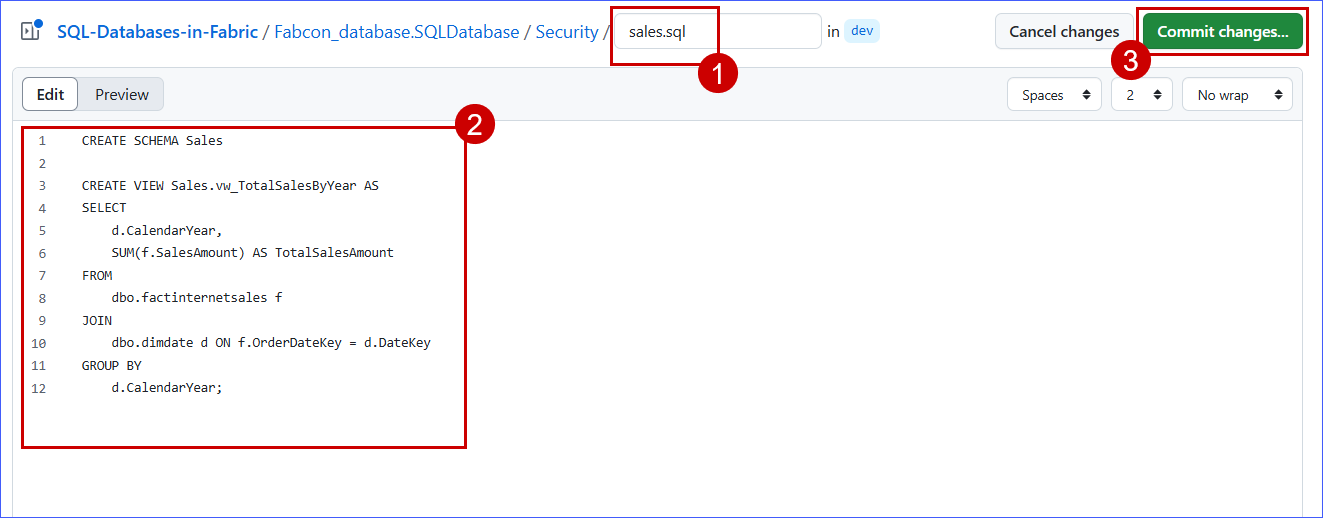 SQL-Databases-in-Fabric / Fabcon_database.SQLDatabase / Security / sales.sql in dev Cancel changes Commit changes...
1
3
Edit Preview Spaces 2 No wrap
2
1 CREATE SCHEMA Sales
2
3 CREATE VIEW Sales.vw_TotalSalesByYear AS
4 SELECT
5 d.CalendarYear,
6 SUM(f.SalesAmount) AS TotalSalesAmount
7 FROM
8 dbo.factinternetsales f
9 JOIN
10 dbo.dimdate d ON f.OrderDateKey = d.DateKey
11 GROUP BY
12 d.CalendarYear;